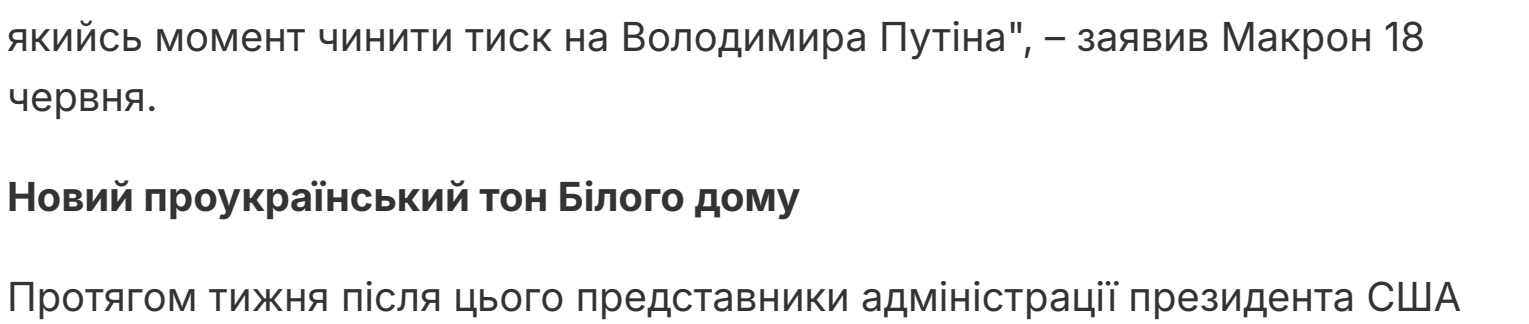 якийсь момент чинити тиск на Володимира Путіна", – заявив Макрон 18
червня.
Новий проукраїнський тон Білого дому
Протягом тижня після цього представники адміністрації президента США